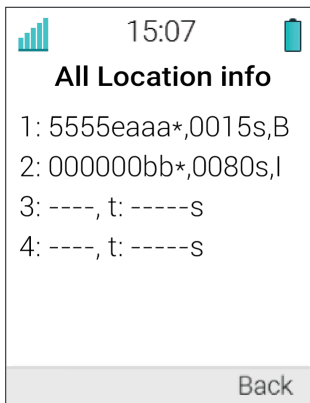 15:07
All Location info
1: 5555eaaa*,0015s,B
2: 000000bb*,0080s,I
3: ----, t: -----s
4: ----, t: -----s
Back